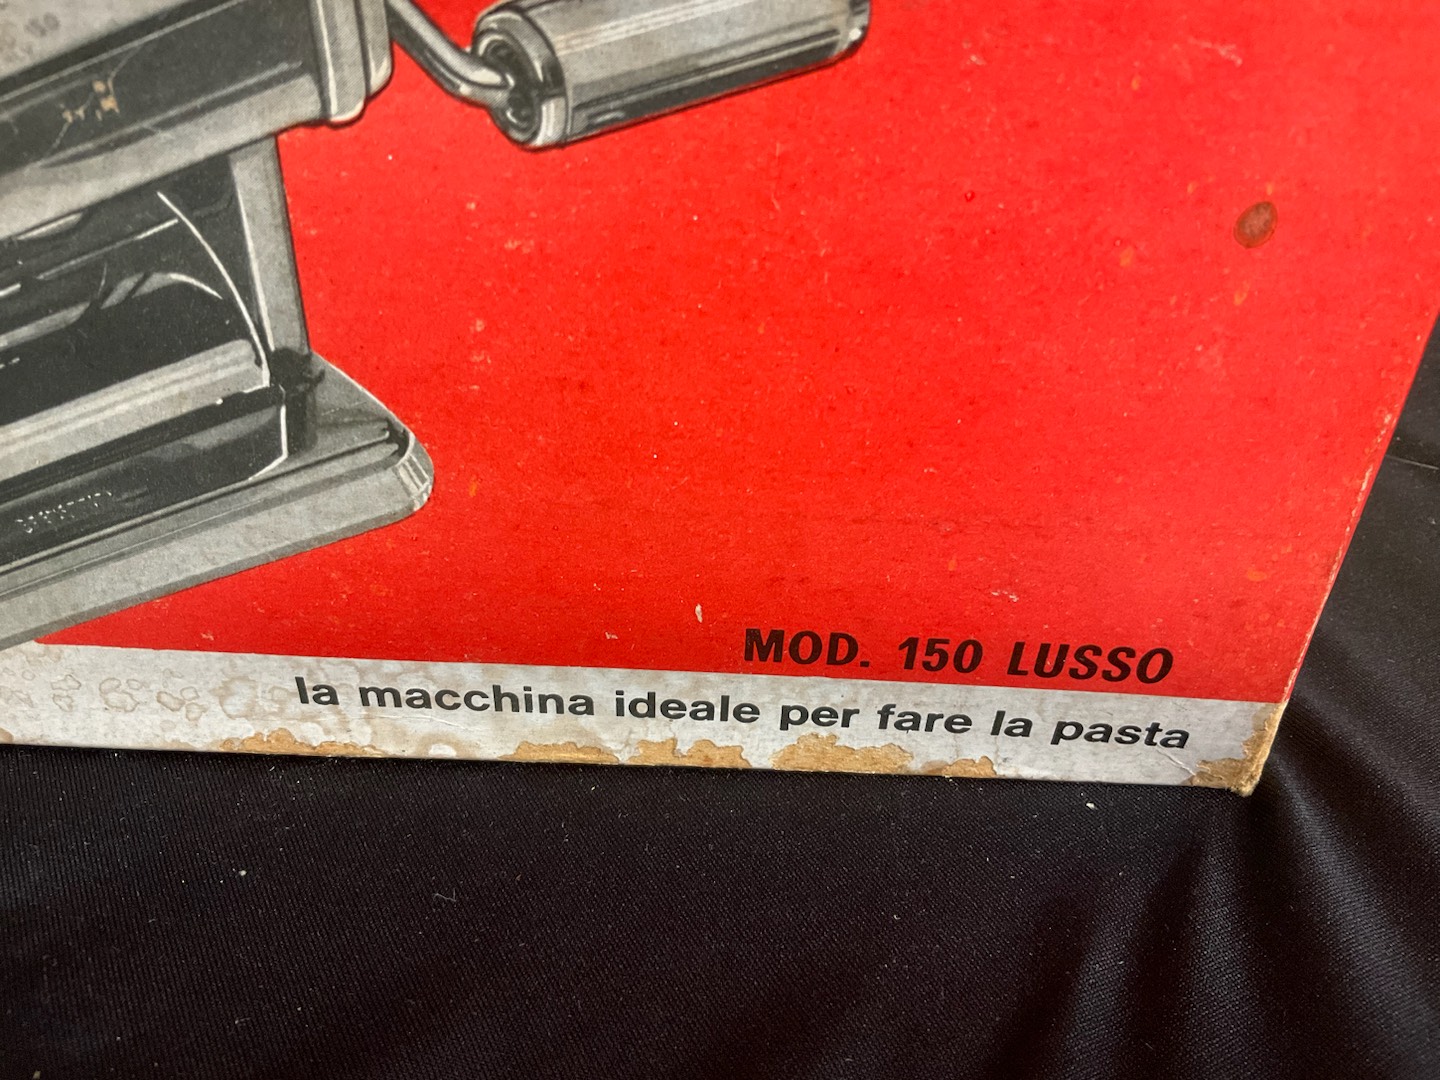 MOD. 150 LUSSO
la macchina ideale per fare la pasta